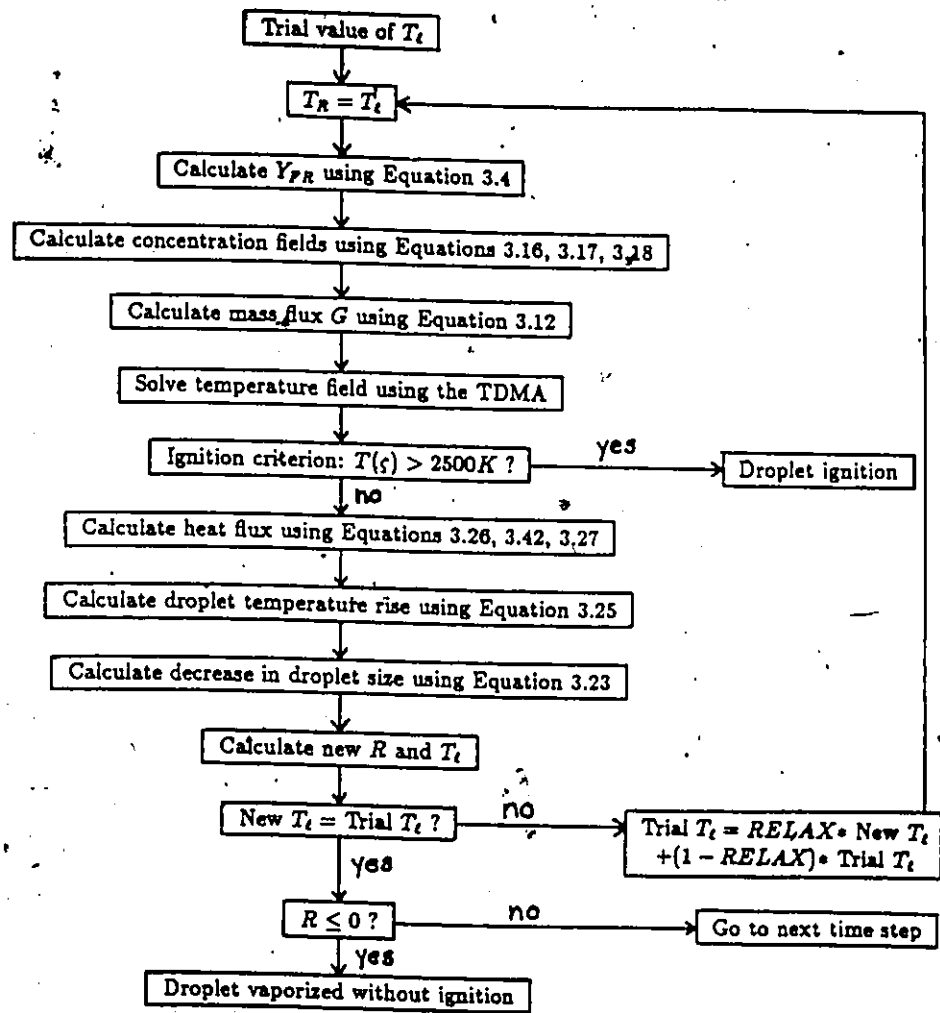 Trial value of T_ℓ
T_R = T_ℓ
Calculate Y_FR using Equation 3.4
Calculate concentration fields using Equations 3.16, 3.17, 3.18
Calculate mass flux G using Equation 3.12
Solve temperature field using the TDMA
Ignition criterion: T(ς) > 2500K ?
yes
Droplet ignition
no
Calculate heat flux using Equations 3.26, 3.42, 3.27
Calculate droplet temperature rise using Equation 3.25
Calculate decrease in droplet size using Equation 3.23
Calculate new R and T_ℓ
New T_ℓ = Trial T_ℓ ?
no
Trial T_ℓ = RELAX* New T_ℓ
+(1 − RELAX)* Trial T_ℓ
yes
R ≤ 0 ?
no
Go to next time step
yes
Droplet vaporized without ignition